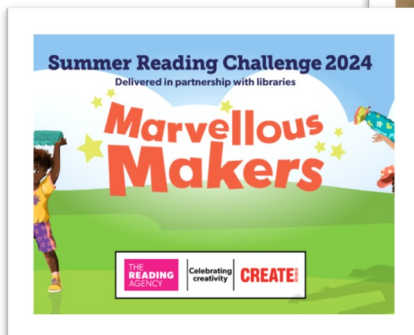 Summer Reading Challenge 2024
Delivered in partnership with libraries
Marvellous
Makers
THE
READING
AGENCY
Celebrating
creativity
CREATE